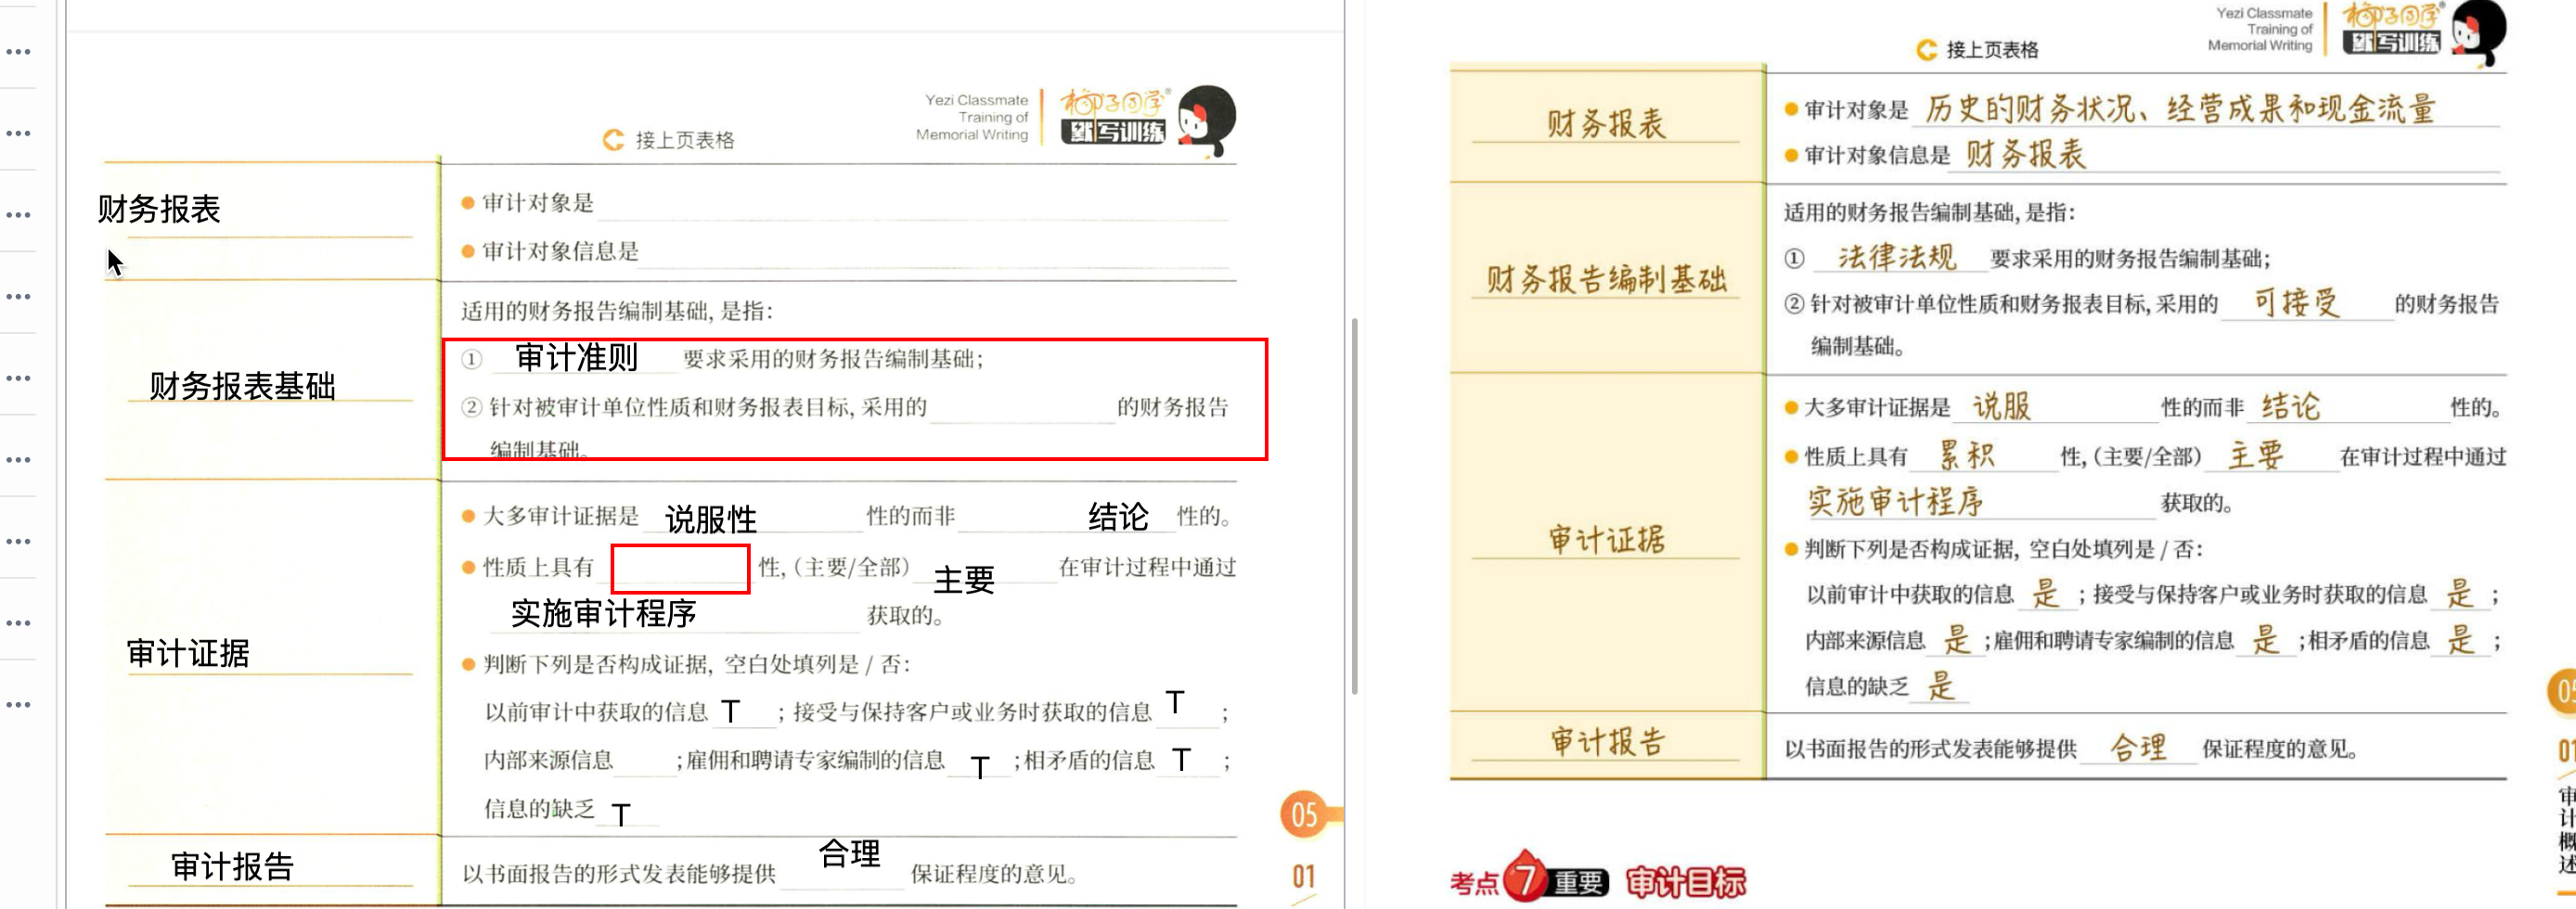 Yezi Classmate
Training of
Memorial Writing
椰子同学®
默写训练
接上页表格
财务报表
审计对象是
审计对象信息是
财务报表基础
适用的财务报告编制基础, 是指:
① 审计准则 要求采用的财务报告编制基础;
② 针对被审计单位性质和财务报表目标, 采用的 的财务报告
编制基础。
审计证据
大多审计证据是 说服性 性的而非 结论 性的。
性质上具有 性, (主要/全部) 主要 在审计过程中通过
实施审计程序 获取的。
判断下列是否构成证据, 空白处填列是 / 否:
以前审计中获取的信息 T ; 接受与保持客户或业务时获取的信息 T ;
内部来源信息 ;雇佣和聘请专家编制的信息 T ;相矛盾的信息 T ;
信息的缺乏 T
审计报告
以书面报告的形式发表能够提供 合理 保证程度的意见。
05
01
Yezi Classmate
Training of
Memorial Writing
椰子同学®
默写训练
接上页表格
财务报表
审计对象是 历史的财务状况、经营成果和现金流量
审计对象信息是 财务报表
财务报告编制基础
适用的财务报告编制基础, 是指:
① 法律法规 要求采用的财务报告编制基础;
② 针对被审计单位性质和财务报表目标, 采用的 可接受 的财务报告
编制基础。
审计证据
大多审计证据是 说服 性的而非 结论 性的。
性质上具有 累积 性, (主要/全部) 主要 在审计过程中通过
实施审计程序 获取的。
判断下列是否构成证据, 空白处填列是 / 否:
以前审计中获取的信息 是 ; 接受与保持客户或业务时获取的信息 是 ;
内部来源信息 是 ;雇佣和聘请专家编制的信息 是 ;相矛盾的信息 是 ;
信息的缺乏 是
审计报告
以书面报告的形式发表能够提供 合理 保证程度的意见。
05
01
审计概述
考点 7 重要 审计目标